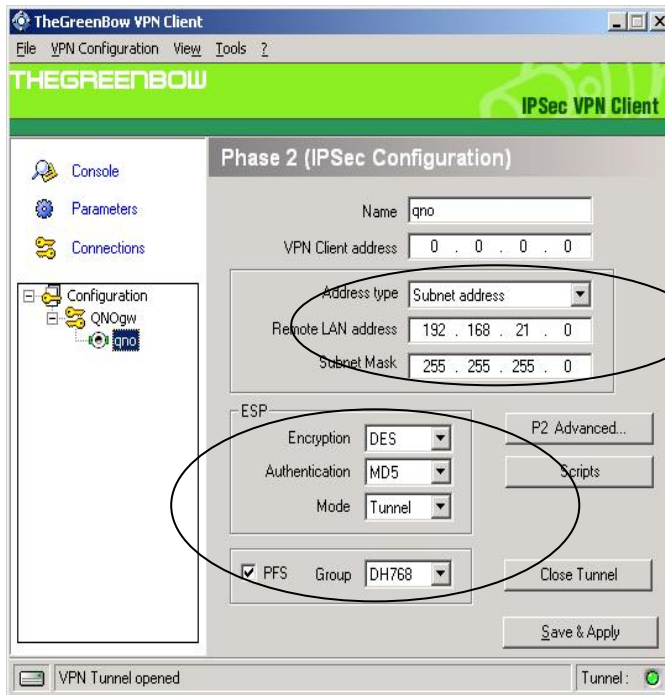 TheGreenBow VPN Client
File VPN Configuration View Tools ?
THEGREENBOW
IPSec VPN Client
Console
Parameters
Connections
Configuration
QNOgw
qno
Phase 2 (IPSec Configuration)
Name qno
VPN Client address 0 . 0 . 0 . 0
Address type Subnet address
Remote LAN address 192 . 168 . 21 . 0
Subnet Mask 255 . 255 . 255 . 0
ESP
Encryption DES
Authentication MD5
Mode Tunnel
P2 Advanced...
Scripts
PFS Group DH768
Close Tunnel
Save & Apply
VPN Tunnel opened
Tunnel :